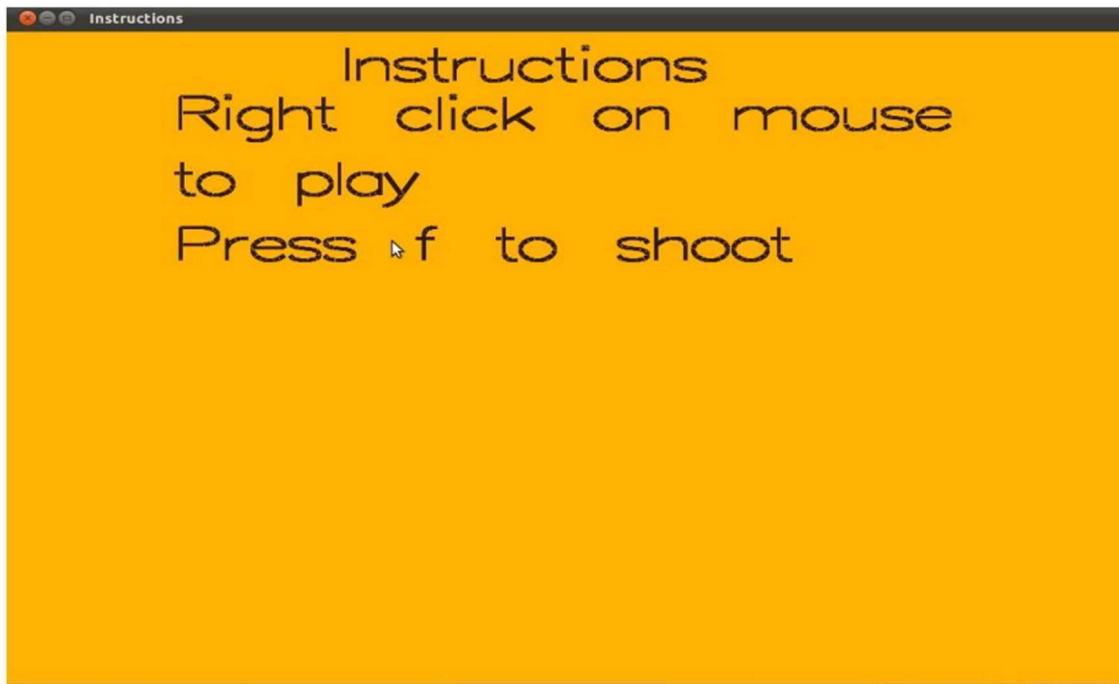 Instructions
Instructions
Right click on mouse
to play
Press f to shoot